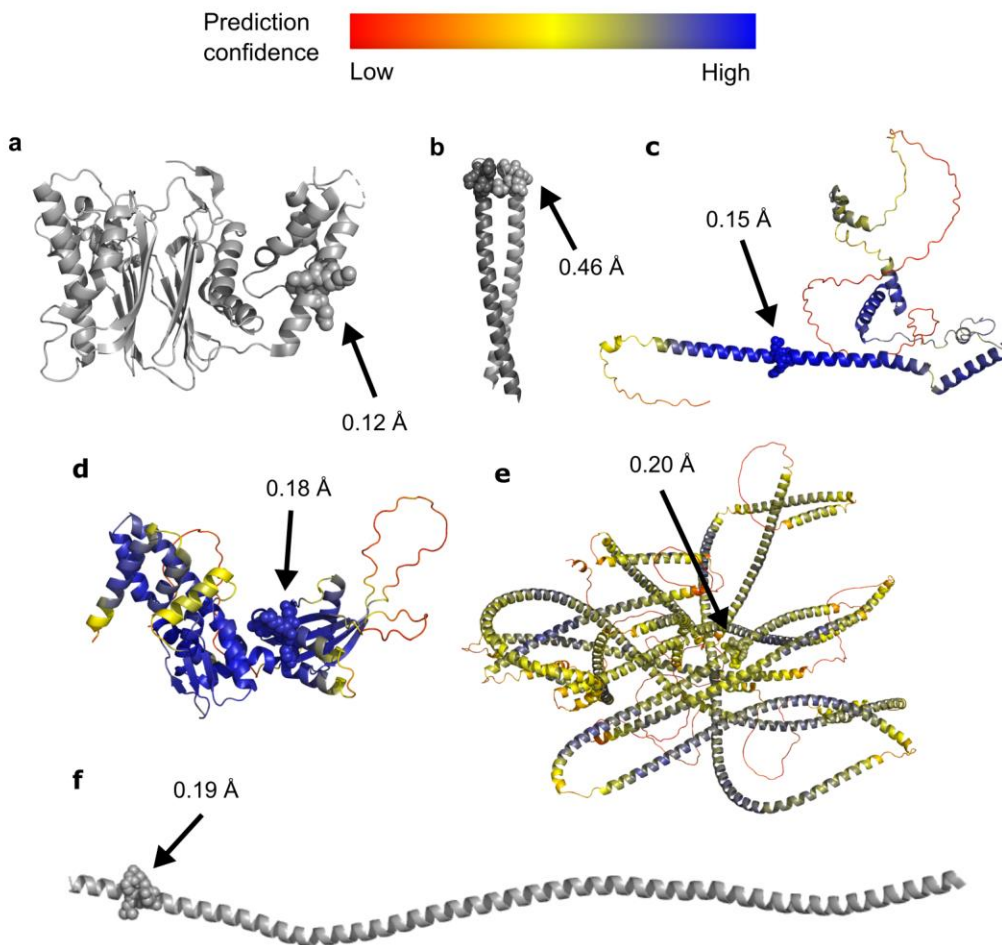 Prediction
confidence
Low
High
a
b
c
0.15 Å
0.46 Å
0.12 Å
d
0.18 Å
e
0.20 Å
f
0.19 Å